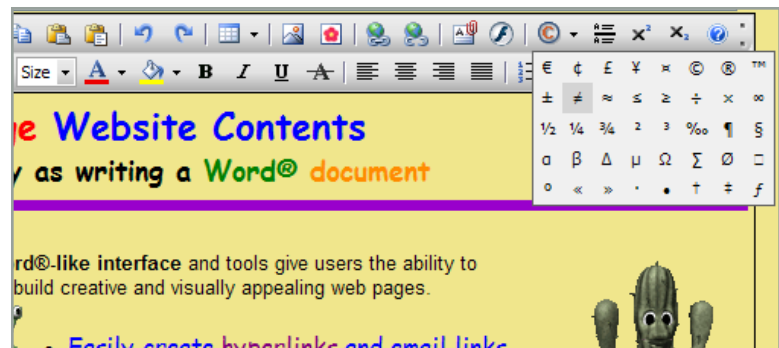 Size A B I U A
€ ¢ £ ¥ ¤ © ® ™
± ≠ ≈ ≤ ≥ ÷ × ∞
½ ¼ ¾ ² ³ ‰ ¶ §
α β Δ μ Ω Σ Ø □
º « » · • † ‡ ƒ
Website Contents
as writing a Word® document
rd®-like interface and tools give users the ability to
build creative and visually appealing web pages.
• Easily create hyperlinks and email links